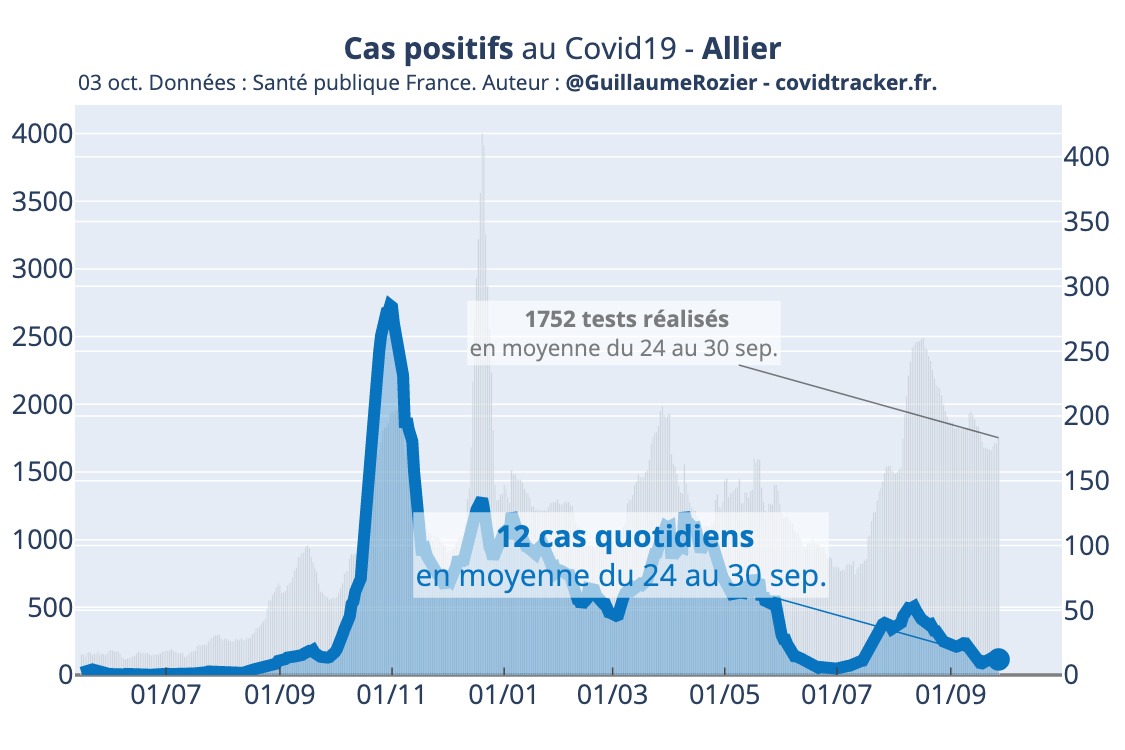 Cas positifs au Covid19 - Allier
03 oct. Données : Santé publique France. Auteur : @GuillaumeRozier - covidtracker.fr.
4000
3500
3000
2500
2000
1500
1000
500
0
400
350
300
250
200
150
100
50
0
1752 tests réalisés
en moyenne du 24 au 30 sep.
12 cas quotidiens
en moyenne du 24 au 30 sep.
01/07 01/09 01/11 01/01 01/03 01/05 01/07 01/09